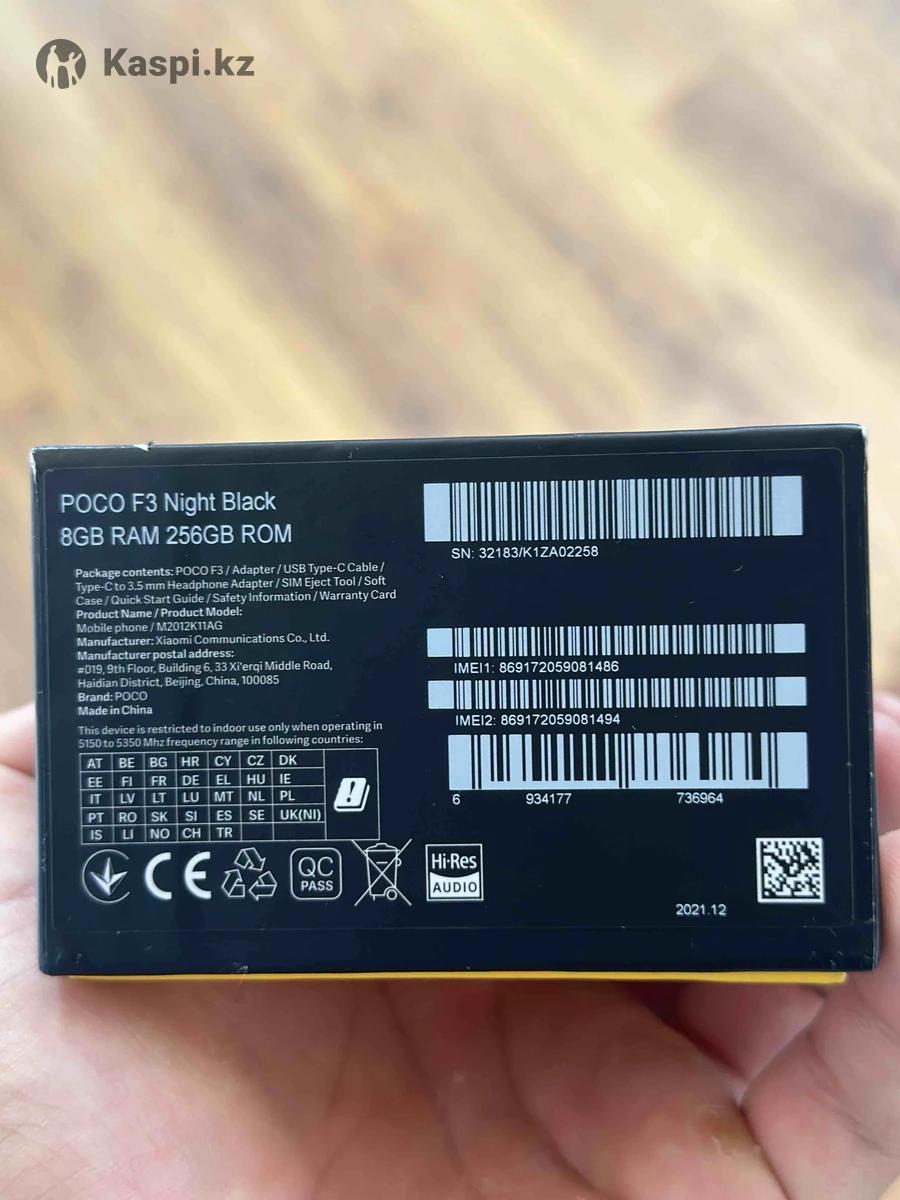 Kaspi.kz
POCO F3 Night Black
8GB RAM 256GB ROM
Package contents: POCO F3 / Adapter / USB Type-C Cable /
Type-C to 3.5 mm Headphone Adapter / SIM Eject Tool / Soft
Case / Quick Start Guide / Safety Information / Warranty Card
Product Name / Product Model:
Mobile phone / M2012K11AG
Manufacturer: Xiaomi Communications Co., Ltd.
Manufacturer postal address:
#019, 9th Floor, Building 6, 33 Xi'erqi Middle Road,
Haidian District, Beijing, China, 100085
Brand: POCO
Made in China
This device is restricted to indoor use only when operating in
5150 to 5350 Mhz frequency range in following countries:
AT BE BG HR CY CZ DK
EE FI FR DE EL HU IE
IT LV LT LU MT NL PL
PT RO SK SI ES SE UK(NI)
IS LI NO CH TR
CE
QC
PASS
Hi-Res
AUDIO
SN: 32183/K1ZA02258
IMEI1: 869172059081486
IMEI2: 869172059081494
6 934177 736964
2021.12